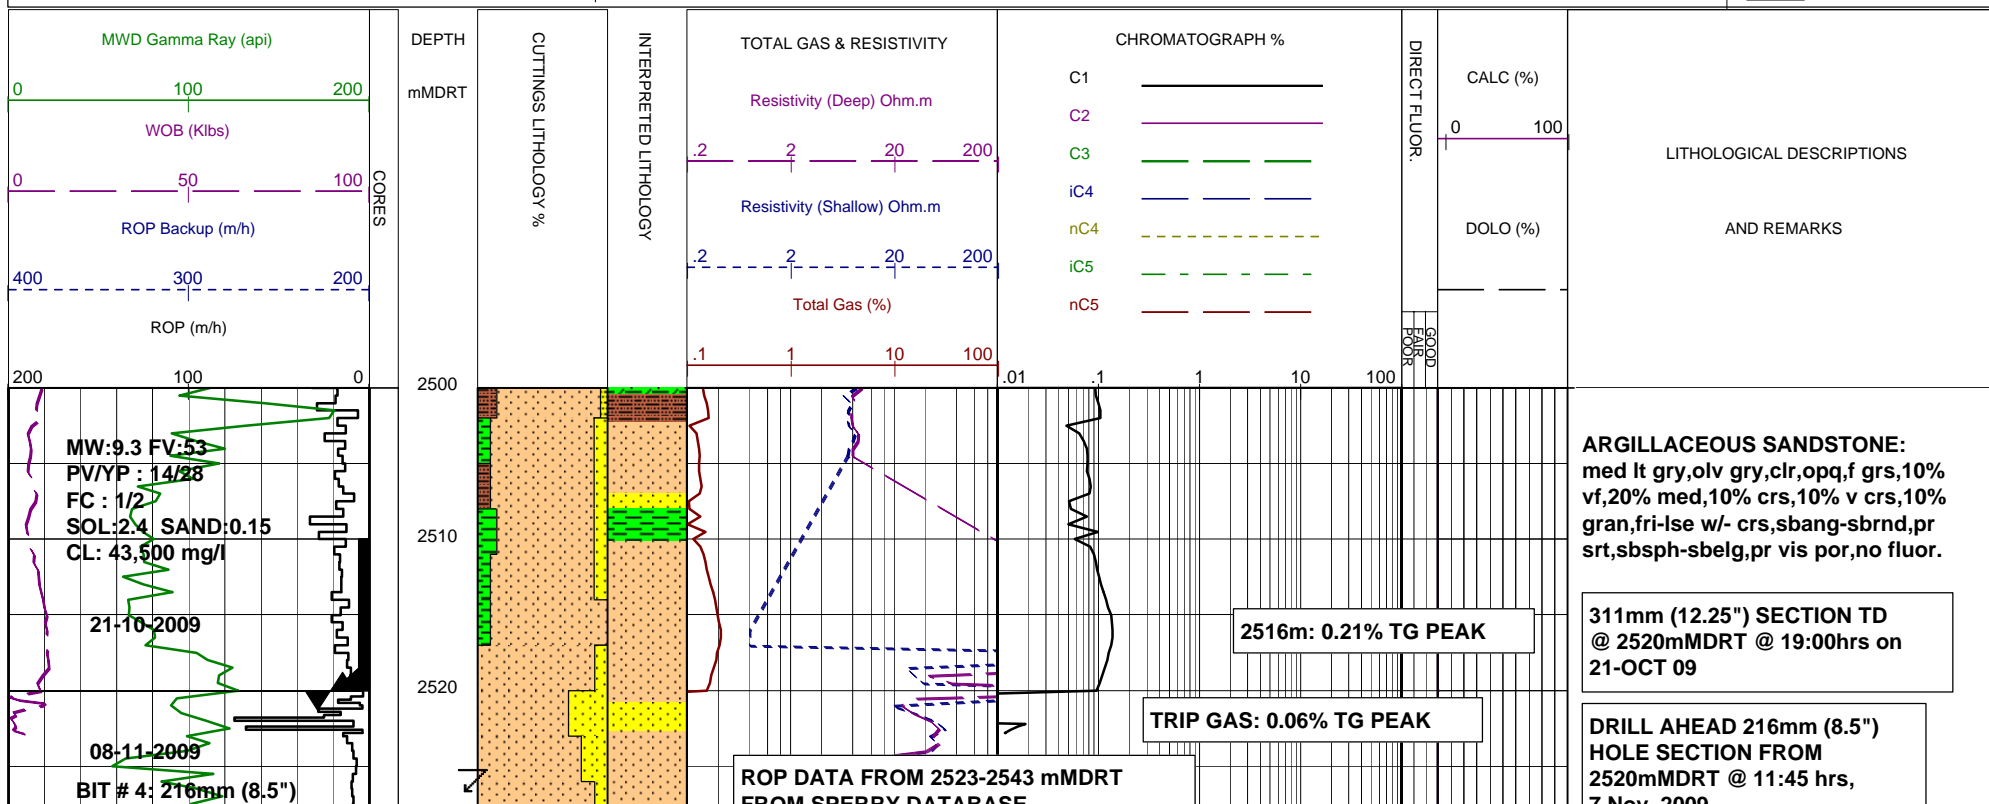 MWD Gamma Ray (api)
0 100 200
WOB (Klbs)
0 50 100
ROP Backup (m/h)
400 300 200
ROP (m/h)
200 100 0
CORES
DEPTH
mMDRT
CUTTINGS LITHOLOGY %
INTERPRETED LITHOLOGY
TOTAL GAS & RESISTIVITY
Resistivity (Deep) Ohm.m
.2 2 20 200
Resistivity (Shallow) Ohm.m
.2 2 20 200
Total Gas (%)
.1 1 10 100
CHROMATOGRAPH %
C1
C2
C3
iC4
nC4
iC5
nC5
.01 .1 1 10 100
DIRECT FLUOR.
POOR
FAIR
GOOD
CALC (%)
0 100
DOLO (%)
LITHOLOGICAL DESCRIPTIONS
AND REMARKS
2500
2510
2520
MW:9.3 FV:53
PV/YP : 14/28
FC : 1/2
SOL:2.4 SAND:0.15
CL: 43,500 mg/l
21-10-2009
08-11-2009
BIT # 4: 216mm (8.5")
2516m: 0.21% TG PEAK
TRIP GAS: 0.06% TG PEAK
ROP DATA FROM 2523-2543 mMDRT
FROM SPERRY DATABASE
ARGILLACEOUS SANDSTONE:
med lt gry,olv gry,clr,opq,f grs,10%
vf,20% med,10% crs,10% v crs,10%
gran,fri-lse w/- crs,sbang-sbrnd,pr
srt,sbsph-sbelg,pr vis por,no fluor.
311mm (12.25") SECTION TD
@ 2520mMDRT @ 19:00hrs on
21-OCT 09
DRILL AHEAD 216mm (8.5")
HOLE SECTION FROM
2520mMDRT @ 11:45 hrs,
7 Nov, 2009